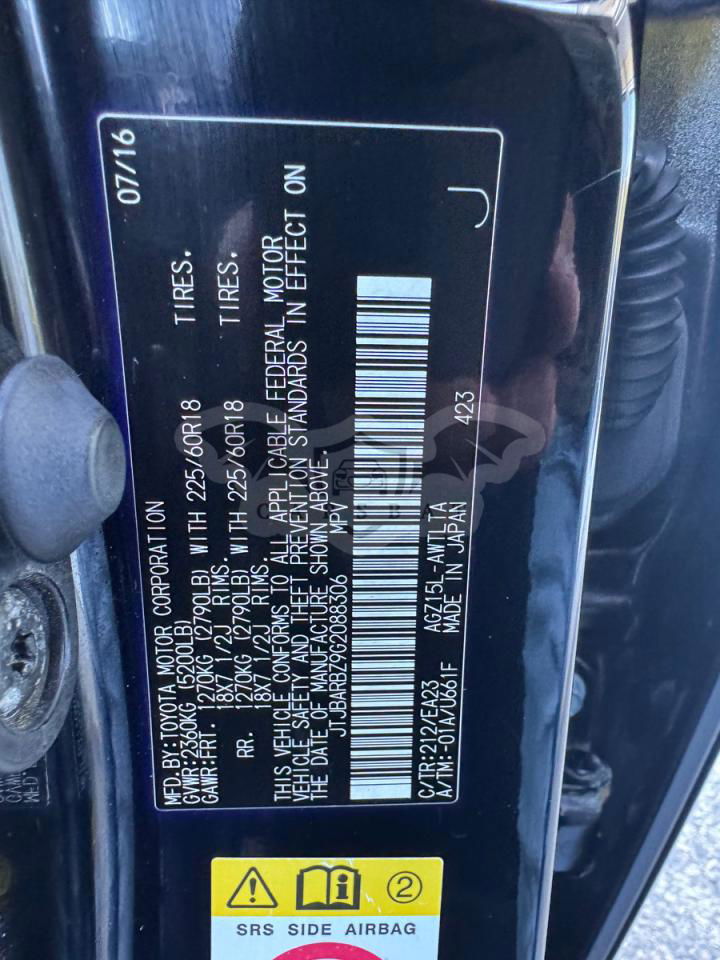 07/16
MFD.BY:TOYOTA MOTOR CORPORATION
GVWR:2360KG (5200LB)
GAWR:FRT. 1270KG (2790LB) WITH 225/60R18 TIRES.
18X7 1/2J RIMS.
RR. 1270KG (2790LB) WITH 225/60R18 TIRES.
18X7 1/2J RIMS.
THIS VEHICLE CONFORMS TO ALL APPLICABLE FEDERAL MOTOR
VEHICLE SAFETY AND THEFT PREVENTION STANDARDS IN EFFECT ON
THE DATE OF MANUFACTURE SHOWN ABOVE.
JTJBARBZ9G2088306 MPV
C/TR:212/EA23 AGZ15L-AWTLTA 423
A/TM:-01A/U661F MADE IN JAPAN J
2
SRS SIDE AIRBAG